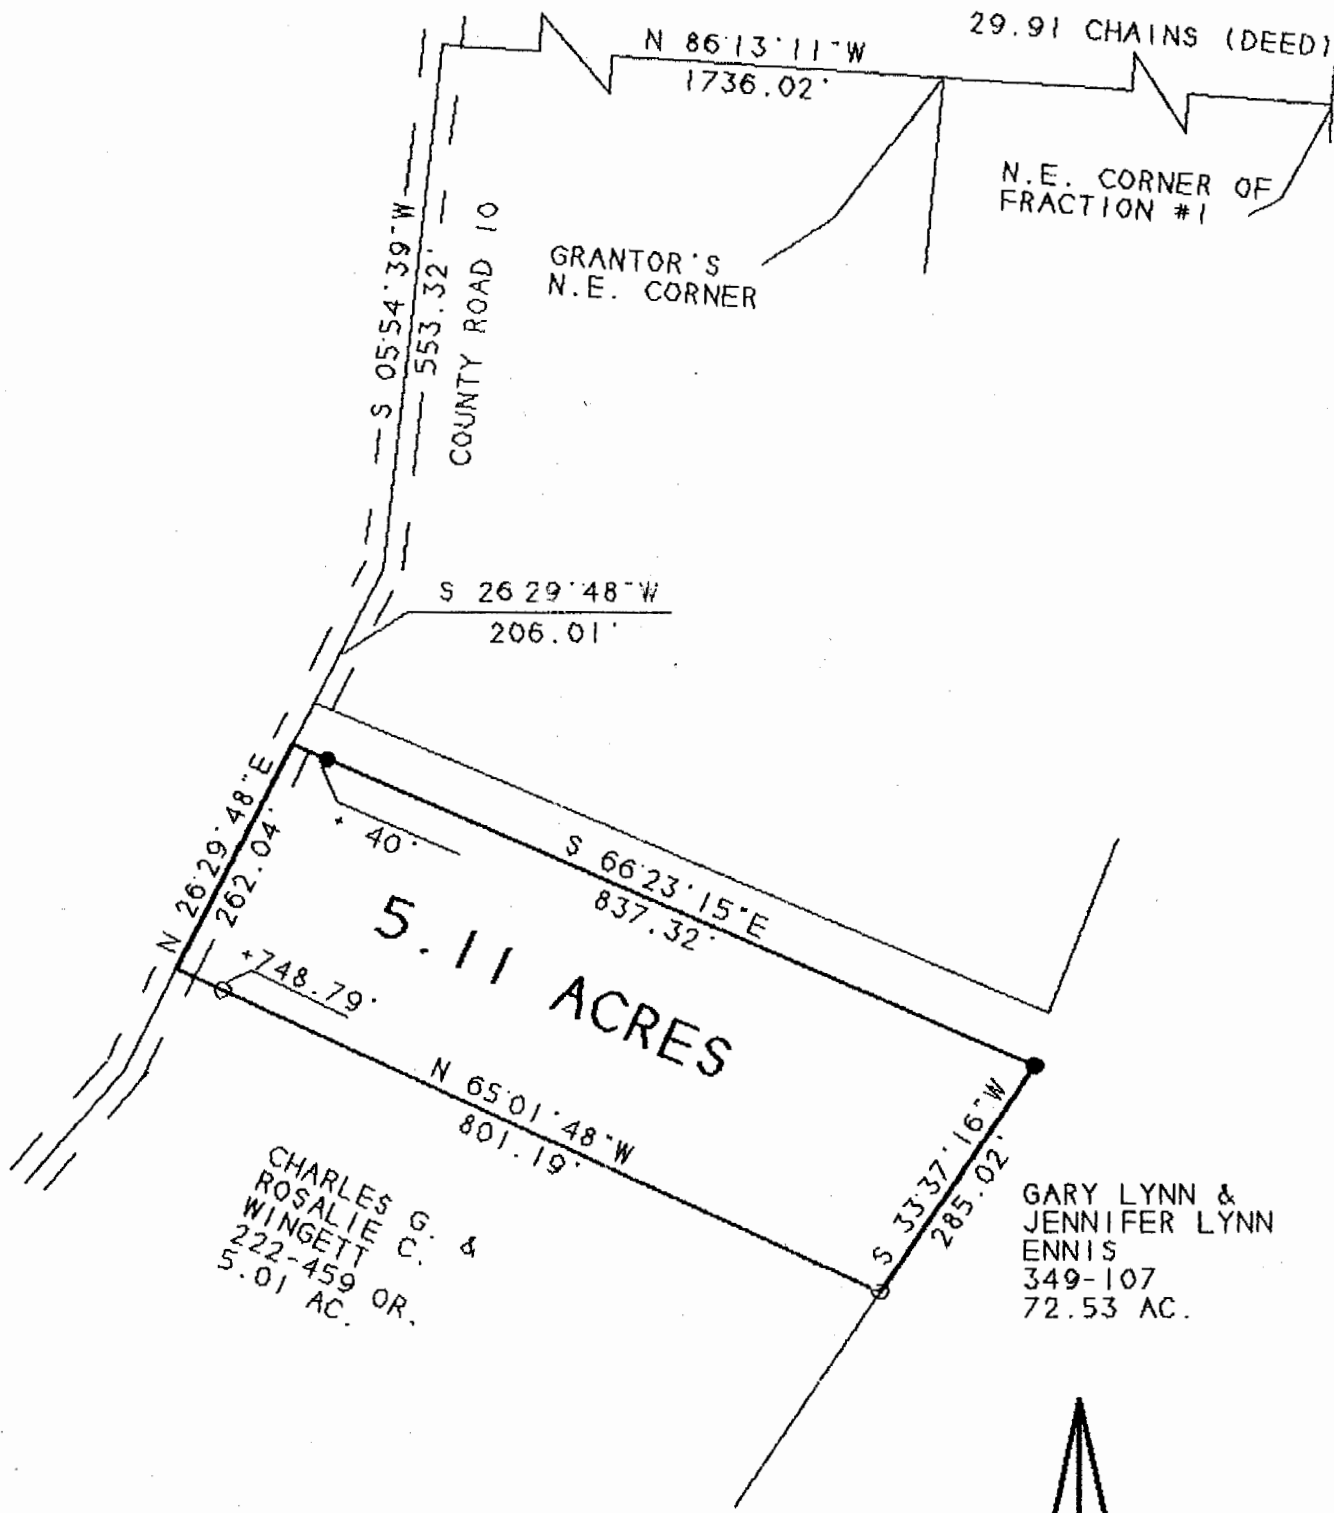 29.91 CHAINS (DEED)
N 86°13'11"W
1736.02'
N.E. CORNER OF
FRACTION #1
GRANTOR'S
N.E. CORNER
S 05°54'39"W
553.32'
COUNTY ROAD 10
S 26°29'48"W
206.01'
N 26°29'48"E
262.04'
+ 40'
S 66°23'15"E
837.32'
5.11 ACRES
+748.79'
N 65°01'48"W
801.19'
S 33°37'16"W
285.02'
CHARLES G. &
ROSALIE C.
WINGETT
222-459 OR.
5.01 AC.
GARY LYNN &
JENNIFER LYNN
ENNIS
349-107
72.53 AC.